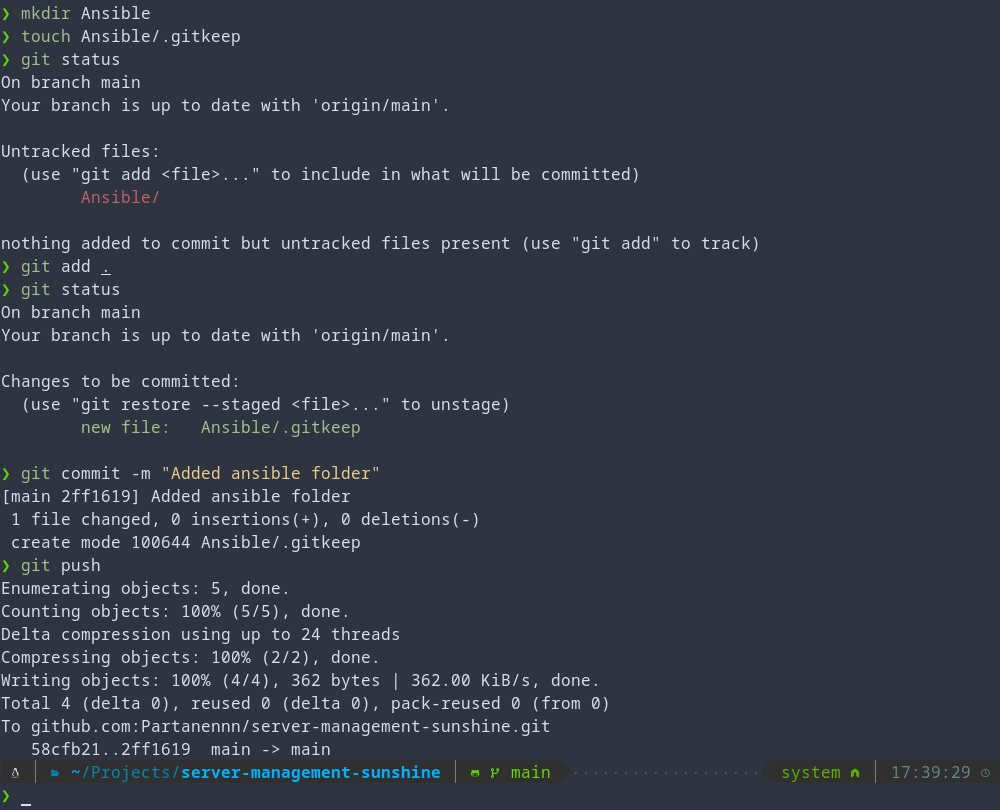 ❯ mkdir Ansible
❯ touch Ansible/.gitkeep
❯ git status
On branch main
Your branch is up to date with 'origin/main'.

Untracked files:
  (use "git add <file>..." to include in what will be committed)
        Ansible/

nothing added to commit but untracked files present (use "git add" to track)
❯ git add .
❯ git status
On branch main
Your branch is up to date with 'origin/main'.

Changes to be committed:
  (use "git restore --staged <file>..." to unstage)
        new file:   Ansible/.gitkeep

❯ git commit -m "Added ansible folder"
[main 2ff1619] Added ansible folder
 1 file changed, 0 insertions(+), 0 deletions(-)
 create mode 100644 Ansible/.gitkeep
❯ git push
Enumerating objects: 5, done.
Counting objects: 100% (5/5), done.
Delta compression using up to 24 threads
Compressing objects: 100% (2/2), done.
Writing objects: 100% (4/4), 362 bytes | 362.00 KiB/s, done.
Total 4 (delta 0), reused 0 (delta 0), pack-reused 0 (from 0)
To github.com:Partanennn/server-management-sunshine.git
   58cfb21..2ff1619  main -> main
~/Projects/server-management-sunshine main system 17:39:29
❯ _